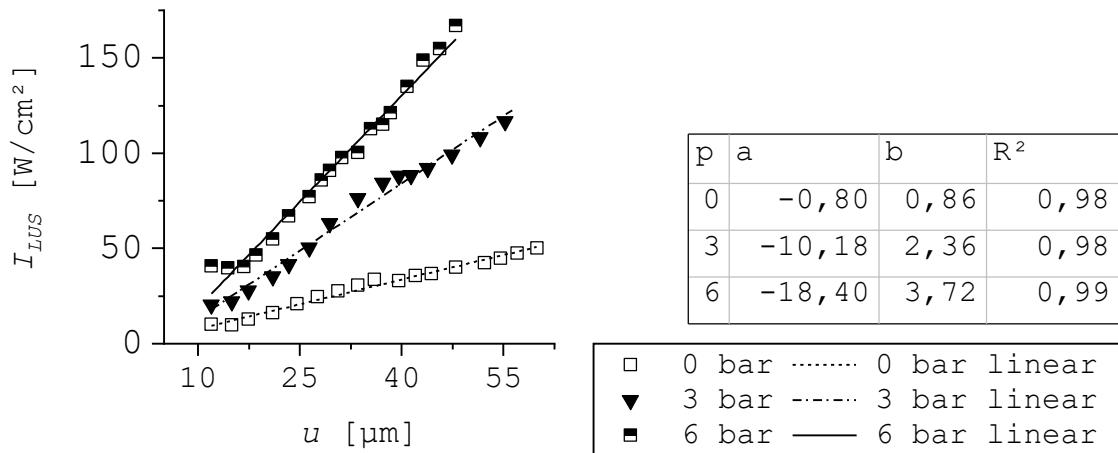 150
100
50
0
10 25 40 55
I_LUS [W/cm²]
u [µm]
p a b R²
0 -0,80 0,86 0,98
3 -10,18 2,36 0,98
6 -18,40 3,72 0,99
0 bar 0 bar linear
3 bar 3 bar linear
6 bar 6 bar linear